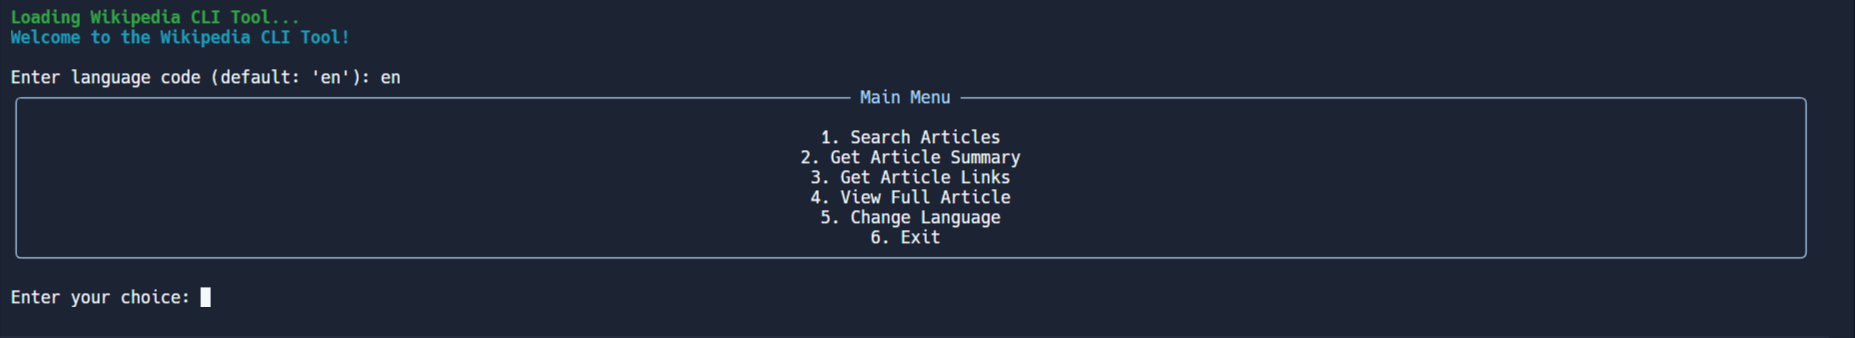 Loading Wikipedia CLI Tool...
Welcome to the Wikipedia CLI Tool!
Enter language code (default: 'en'): en
Main Menu
1. Search Articles
2. Get Article Summary
3. Get Article Links
4. View Full Article
5. Change Language
6. Exit
Enter your choice: